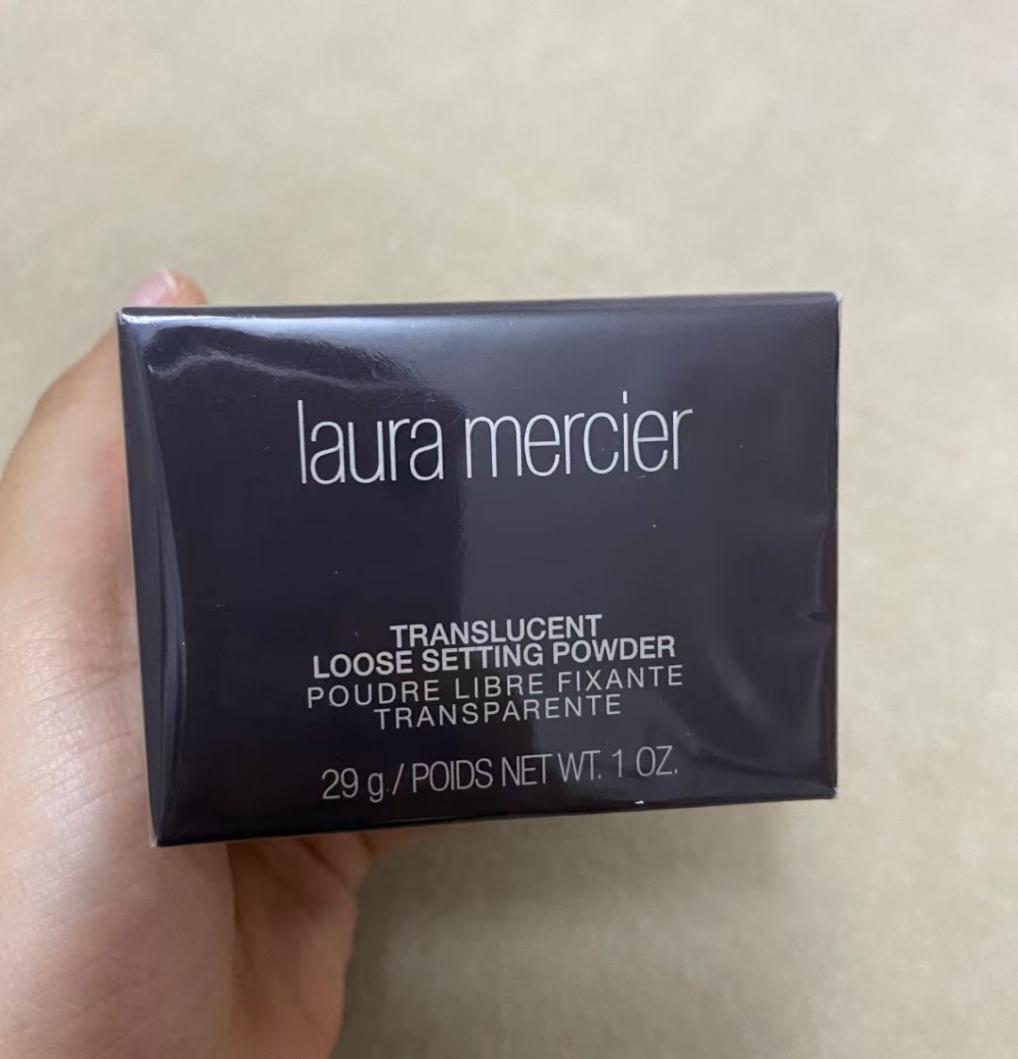 laura mercier
TRANSLUCENT
LOOSE SETTING POWDER
POUDRE LIBRE FIXANTE
TRANSPARENTE
29 g / POIDS NET WT. 1 OZ.